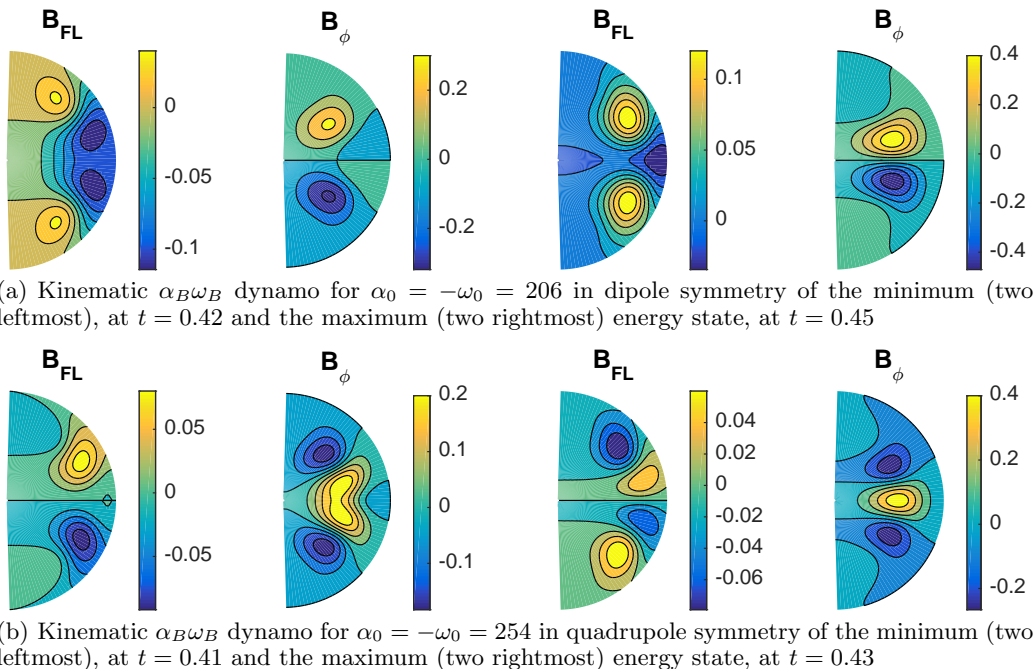 B_FL B_ϕ B_FL B_ϕ
0 0.2 0.1 0.4
-0.05 0 0.05 0.2
-0.1 -0.2 0 0
-0.2
-0.4
(a) Kinematic α_Bω_B dynamo for α_0 = −ω_0 = 206 in dipole symmetry of the minimum (two
leftmost), at t = 0.42 and the maximum (two rightmost) energy state, at t = 0.45
B_FL B_ϕ B_FL B_ϕ
0.05 0.2 0.04 0.4
0 0.1 0.02 0.2
-0.05 0 0 0
-0.1 -0.02 -0.2
-0.04
-0.06
(b) Kinematic α_Bω_B dynamo for α_0 = −ω_0 = 254 in quadrupole symmetry of the minimum (two
leftmost), at t = 0.41 and the maximum (two rightmost) energy state, at t = 0.43